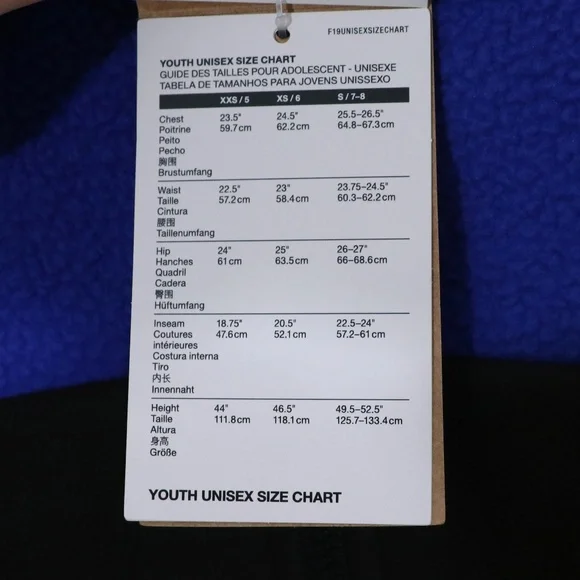 F19UNISEXSIZECHART
YOUTH UNISEX SIZE CHART
GUIDE DES TAILLES POUR ADOLESCENT - UNISEXE
TABELA DE TAMANHOS PARA JOVENS UNISSEXO
XXS / 5 XS / 6 S / 7–8
Chest 23.5" 24.5" 25.5–26.5"
Poitrine 59.7cm 62.2cm 64.8–67.3cm
Peito
Pecho
胸围
Brustumfang
Waist 22.5" 23" 23.75–24.5"
Taille 57.2cm 58.4cm 60.3–62.2cm
Cintura
腰围
Taillenumfang
Hip 24" 25" 26–27"
Hanches 61cm 63.5cm 66–68.6cm
Quadril
Cadera
臀围
Hüftumfang
Inseam 18.75" 20.5" 22.5–24"
Coutures 47.6cm 52.1cm 57.2–61cm
intérieures
Costura interna
Tiro
内长
Innennaht
Height 44" 46.5" 49.5–52.5"
Taille 111.8cm 118.1cm 125.7–133.4cm
Altura
身高
Größe
YOUTH UNISEX SIZE CHART